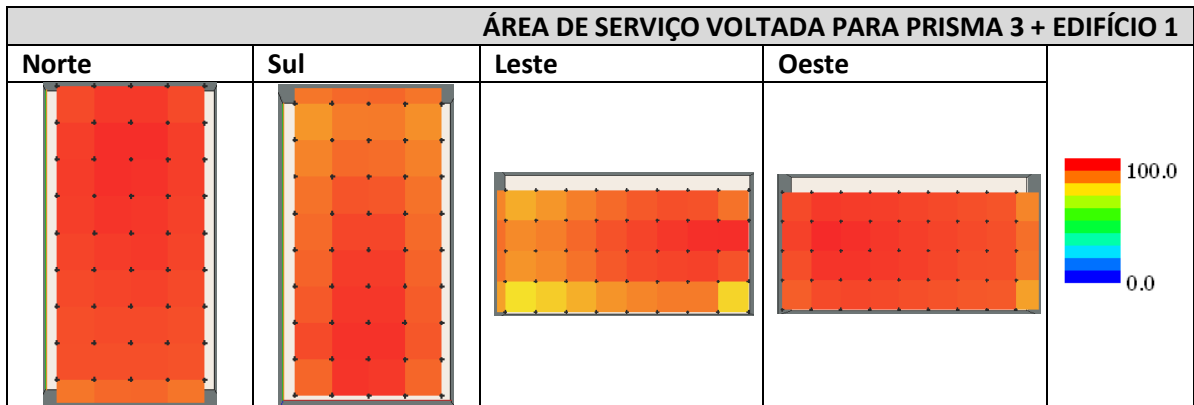 ÁREA DE SERVIÇO VOLTADA PARA PRISMA 3 + EDIFÍCIO 1
Norte Sul Leste Oeste
100.0
0.0